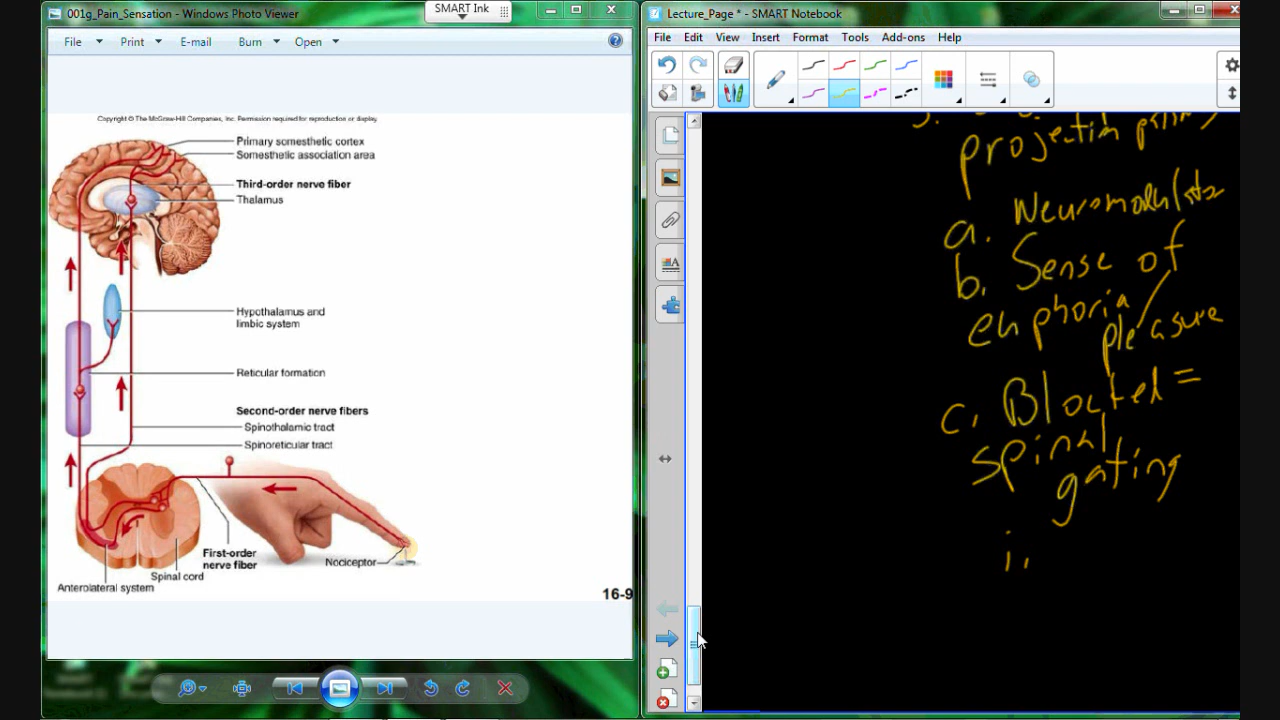 001g_Pain_Sensation - Windows Photo Viewer
SMART Ink
File Print E-mail Burn Open
Copyright © The McGraw-Hill Companies, Inc. Permission required for reproduction or display.
Primary somesthetic cortex
Somesthetic association area
Third-order nerve fiber
Thalamus
Hypothalamus and
limbic system
Reticular formation
Second-order nerve fibers
Spinothalamic tract
Spinoreticular tract
First-order
nerve fiber
Nociceptor
Spinal cord
Anterolateral system
16-9
Lecture_Page * - SMART Notebook
File Edit View Insert Format Tools Add-ons Help
projection
a.
b. Sense of
euphoria /
pleasure
c. Blocked =
spinal
gating
i.